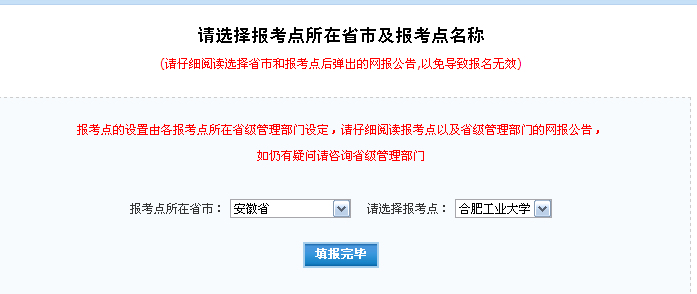 请选择报考点所在省市及报考点名称
(请仔细阅读选择省市和报考点后弹出的网报公告,以免导致报名无效)
报考点的设置由各报考点所在省级管理部门设定，请仔细阅读报考点以及省级管理部门的网报公告，
如仍有疑问请咨询省级管理部门
报考点所在省市： 安徽省 请选择报考点： 合肥工业大学
填报完毕